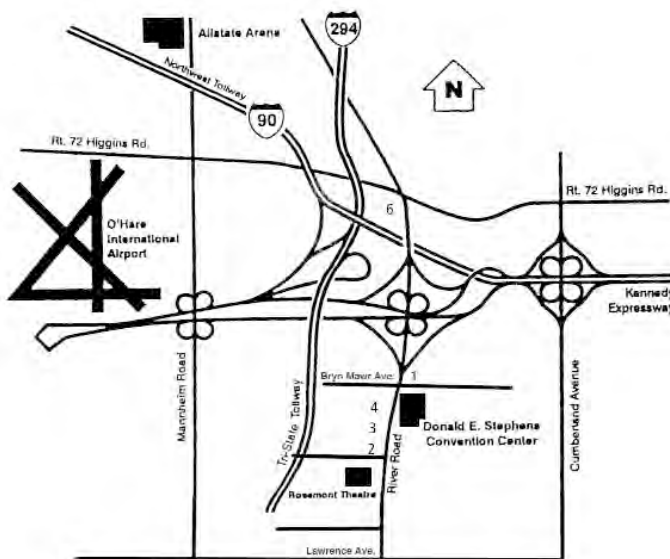 Allstate Arena
294
Northwest Tollway
N
90
Rt. 72 Higgins Rd.
Rt. 72 Higgins Rd.
6
O'Hare
International
Airport
Kennedy
Expressway
Bryn Mawr Ave.
1
Mannheim Road
Tri-State Tollway
4
3
2
River Road
Donald E. Stephens
Convention Center
Cumberland Avenue
Rosemont Theatre
Lawrence Ave.